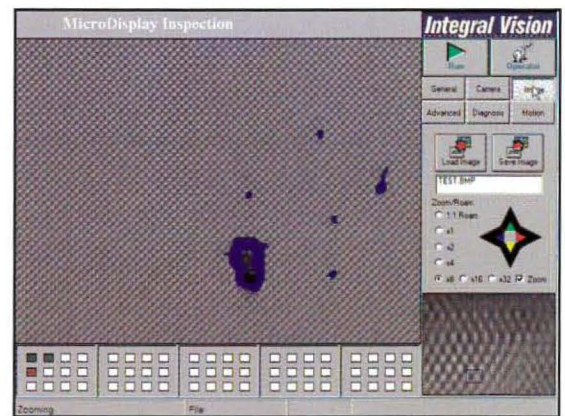 MicroDisplay Inspection
Integral Vision
Run
Operator
General
Camera
Image
Advanced
Diagnosis
Motion
Load Image
Save Image
TEST.BMP
Zoom/Roam
1:1 Roam
x1
x2
x4
x8 x16 x32 Zoom
Zooming
File